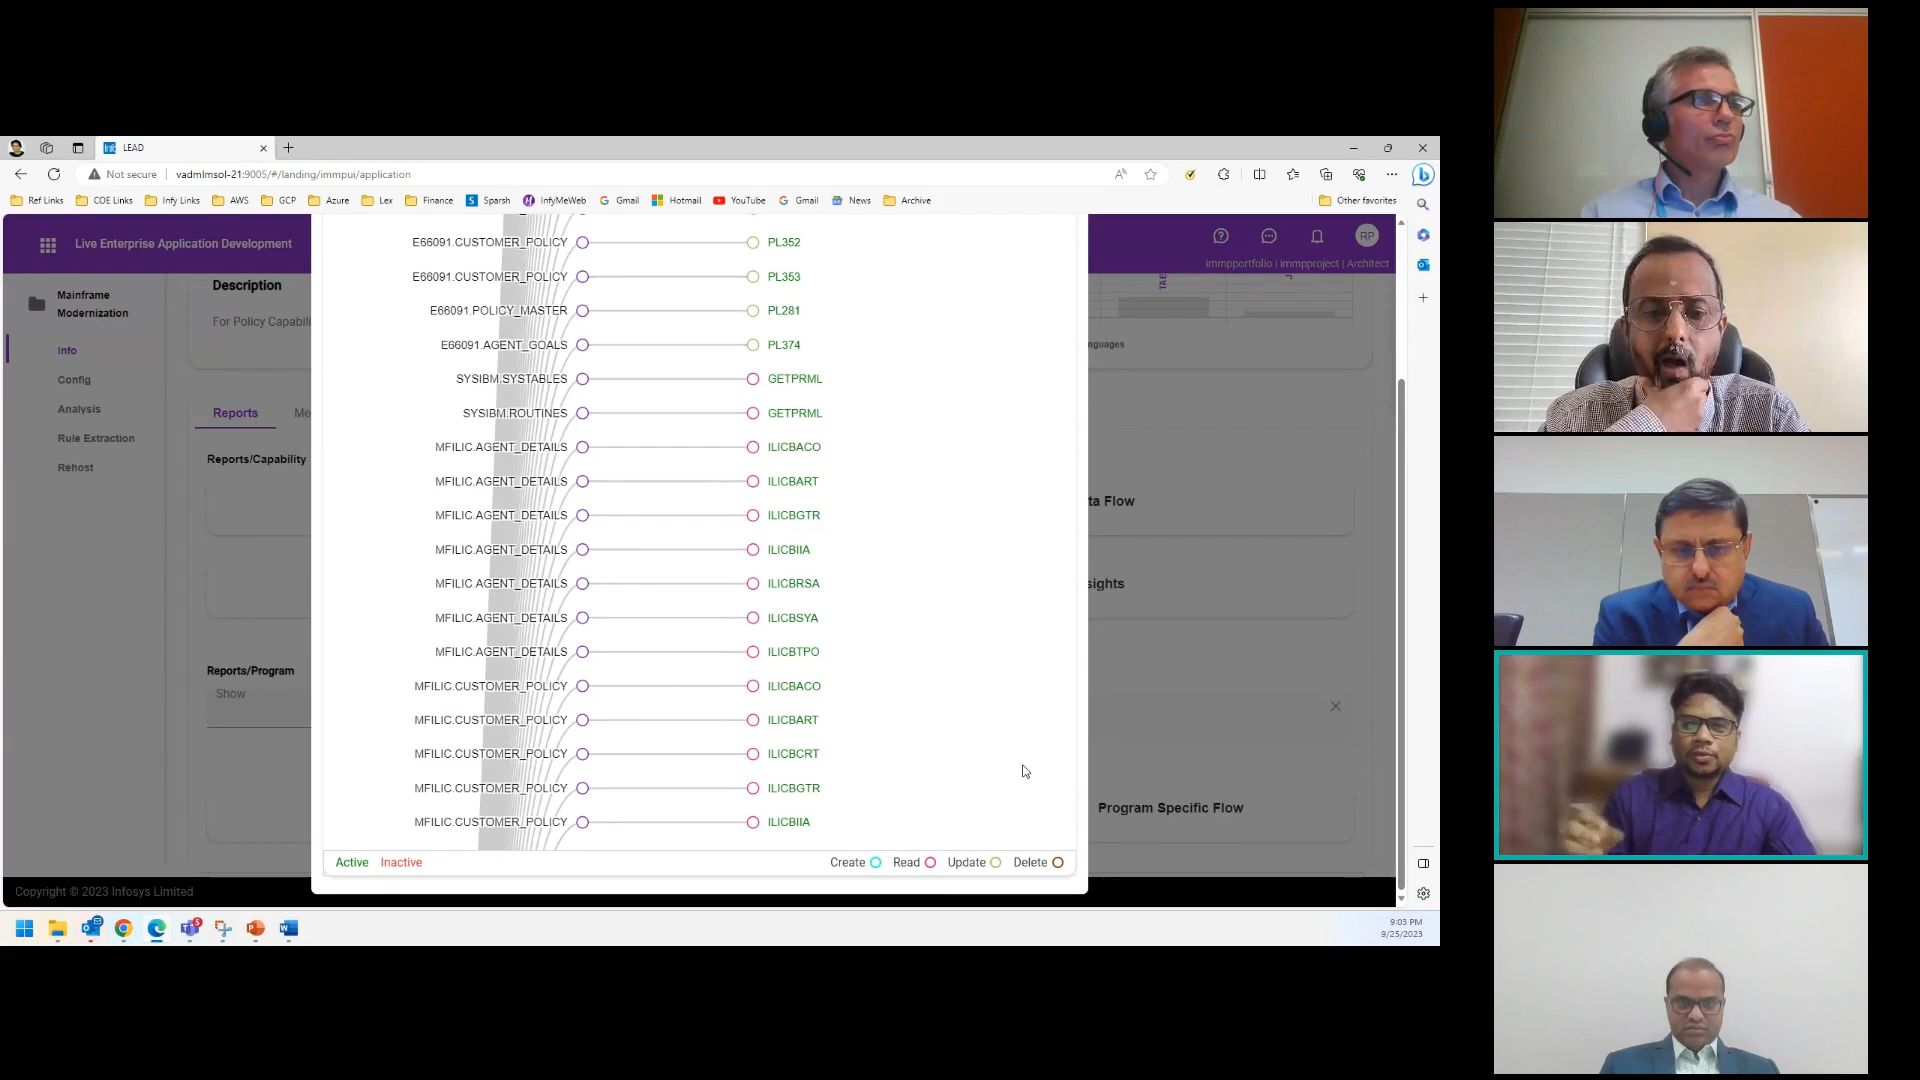 LEAD
Not secure
vadmlmsol-21:9005/#/landing/immpui/application
Ref Links
COE Links
Infy Links
AWS
GCP
Azure
Lex
Finance
Sparsh
InfyMeWeb
Gmail
Hotmail
YouTube
Gmail
News
Archive
Other favorites
Live Enterprise Application Development
RP
immpportfolio | immpproject | Architect
Mainframe
Modernization
Info
Config
Analysis
Rule Extraction
Rehost
Description
For Policy Capabili
Reports
Me
Reports/Capability
Reports/Program
Show
E66091.CUSTOMER_POLICY PL352
E66091.CUSTOMER_POLICY PL353
E66091.POLICY_MASTER PL281
E66091.AGENT_GOALS PL374
SYSIBM.SYSTABLES GETPRML
SYSIBM.ROUTINES GETPRML
MFILIC.AGENT_DETAILS ILICBACO
MFILIC.AGENT_DETAILS ILICBART
MFILIC.AGENT_DETAILS ILICBGTR
MFILIC.AGENT_DETAILS ILICBIIA
MFILIC.AGENT_DETAILS ILICBRSA
MFILIC.AGENT_DETAILS ILICBSYA
MFILIC.AGENT_DETAILS ILICBTPO
MFILIC.CUSTOMER_POLICY ILICBACO
MFILIC.CUSTOMER_POLICY ILICBART
MFILIC.CUSTOMER_POLICY ILICBCRT
MFILIC.CUSTOMER_POLICY ILICBGTR
MFILIC.CUSTOMER_POLICY ILICBIIA
Active Inactive Create Read Update Delete
TAE
nguages
ta Flow
sights
Program Specific Flow
Copyright © 2023 Infosys Limited
9:03 PM
9/25/2023